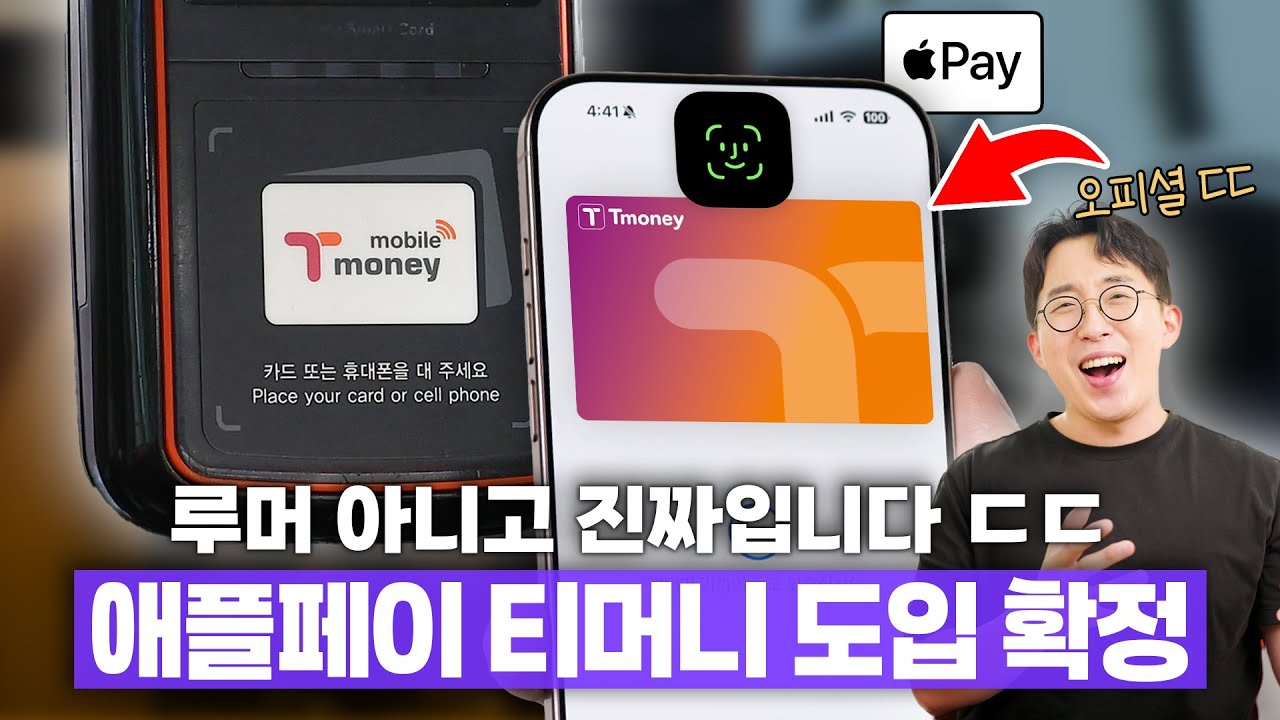 Smart Card
Pay
4:41
100
오피셜 ㄷㄷ
T Tmoney
mobile
T money
카드 또는 휴대폰을 대 주세요
Place your card or cell phone
루머 아니고 진짜입니다 ㄷㄷ
애플페이 티머니 도입 확정